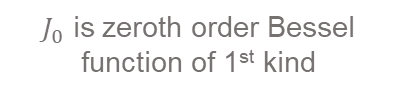 J₀ is zeroth order Bessel
function of 1ˢᵗ kind